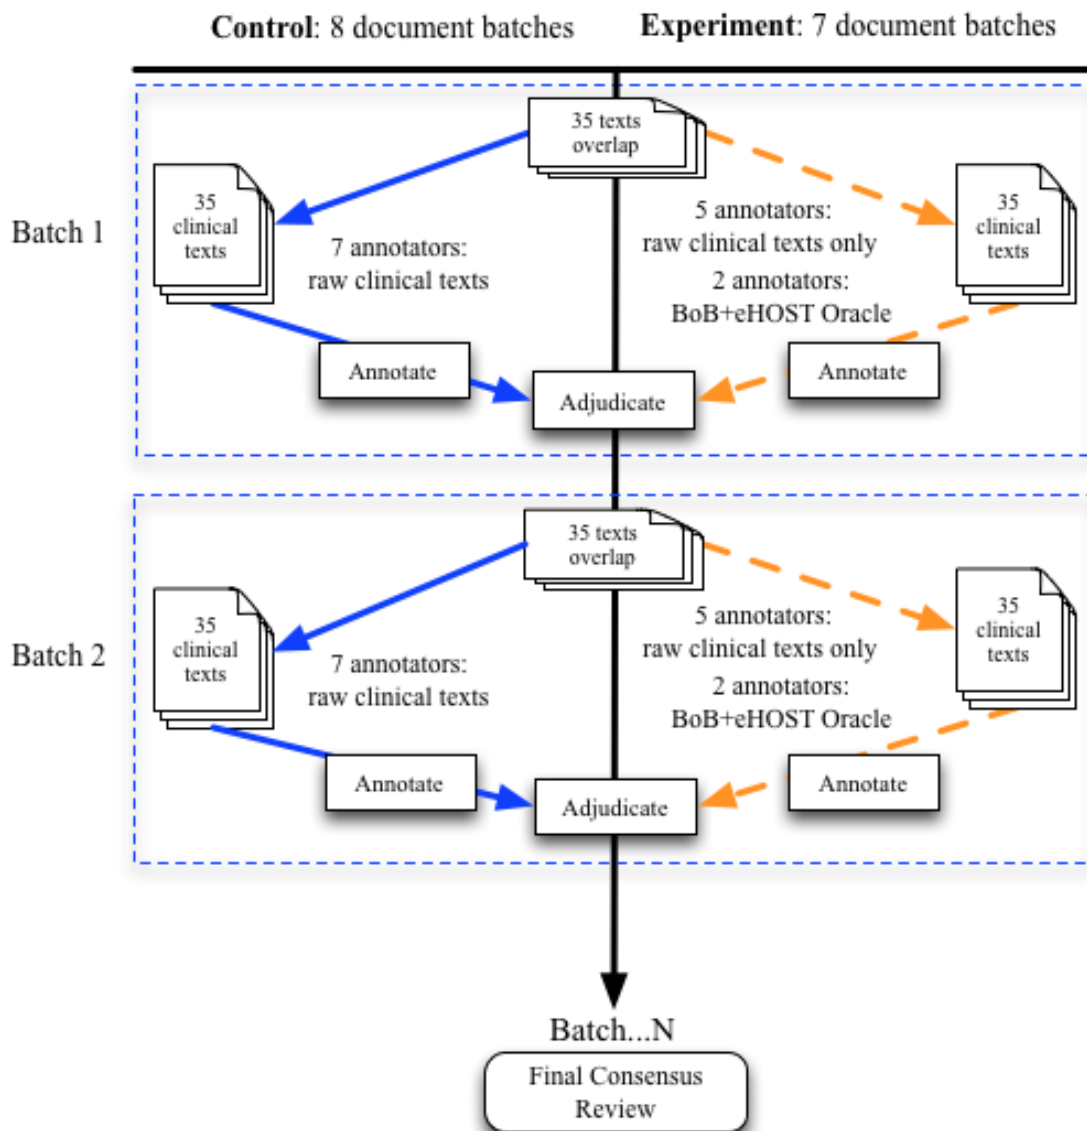 Control: 8 document batches
Experiment: 7 document batches
Batch 1
35 texts
overlap
35
clinical
texts
7 annotators:
raw clinical texts
5 annotators:
raw clinical texts only
2 annotators:
BoB+eHOST Oracle
35
clinical
texts
Annotate
Adjudicate
Annotate
Batch 2
35 texts
overlap
35
clinical
texts
7 annotators:
raw clinical texts
5 annotators:
raw clinical texts only
2 annotators:
BoB+eHOST Oracle
35
clinical
texts
Annotate
Adjudicate
Annotate
Batch...N
Final Consensus
Review